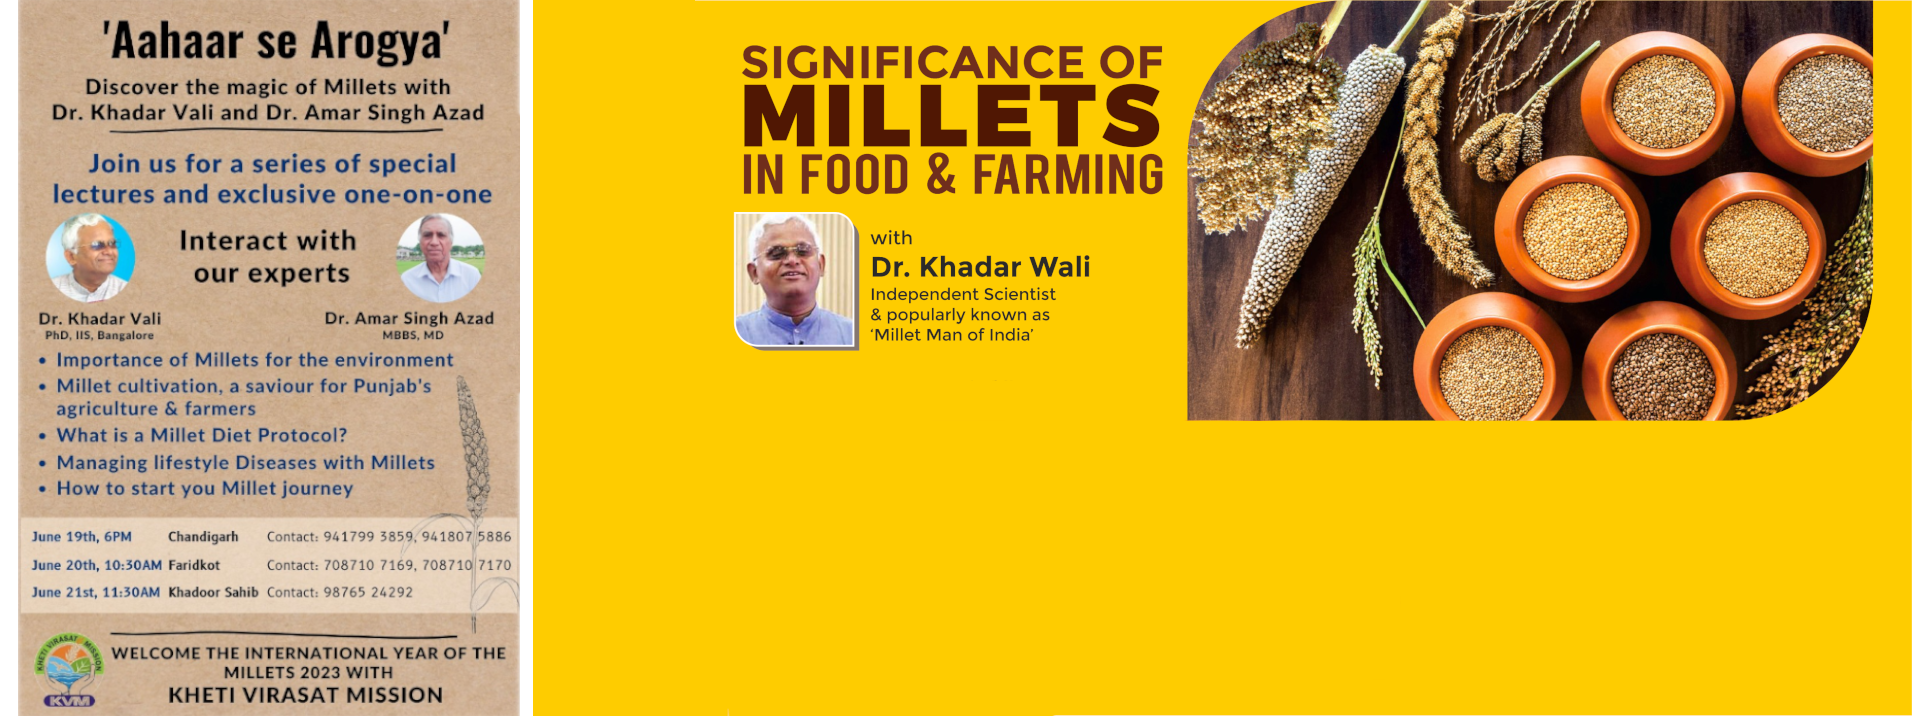 'Aahaar se Arogya'
Discover the magic of Millets with
Dr. Khadar Vali and Dr. Amar Singh Azad
Join us for a series of special
lectures and exclusive one-on-one
Interact with
our experts
Dr. Khadar Vali
PhD, IIS, Bangalore
Dr. Amar Singh Azad
MBBS, MD
• Importance of Millets for the environment
• Millet cultivation, a saviour for Punjab's
agriculture & farmers
• What is a Millet Diet Protocol?
• Managing lifestyle Diseases with Millets
• How to start you Millet journey
June 19th, 6PM Chandigarh Contact: 941799 3859, 941807 5886
June 20th, 10:30AM Faridkot Contact: 708710 7169, 708710 7170
June 21st, 11:30AM Khadoor Sahib Contact: 98765 24292
KHETI VIRASAT MISSION
KVM
WELCOME THE INTERNATIONAL YEAR OF THE
MILLETS 2023 WITH
KHETI VIRASAT MISSION
SIGNIFICANCE OF
MILLETS
IN FOOD & FARMING
with
Dr. Khadar Wali
Independent Scientist
& popularly known as
‘Millet Man of India’